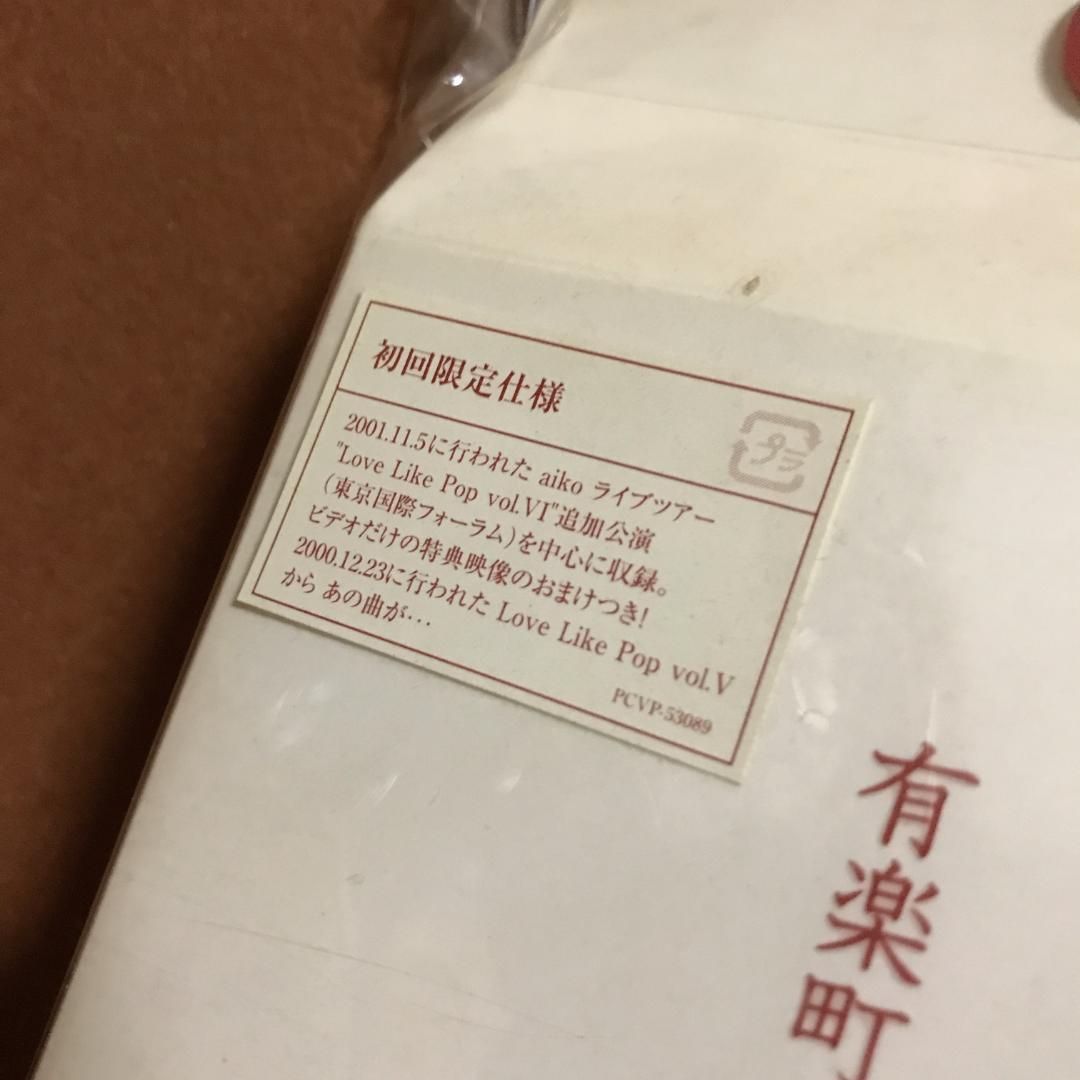 初回限定仕様
プラ
2001.11.5に行われた aiko ライブツアー
"Love Like Pop vol.VI"追加公演
(東京国際フォーラム)を中心に収録。
ビデオだけの特典映像のおまけつき!
2000.12.23に行われた Love Like Pop vol.V
から あの曲が…
PCVP-53089
有楽町